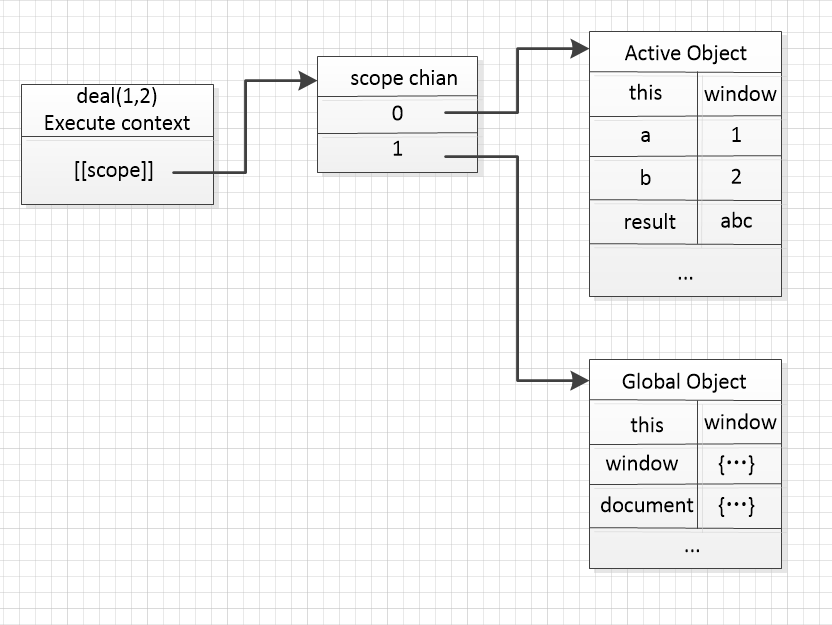 deal(1,2)
Execute context
[[scope]]
scope chian
0
1
Active Object
this window
a 1
b 2
result abc
...
Global Object
this window
window {···}
document {···}
...